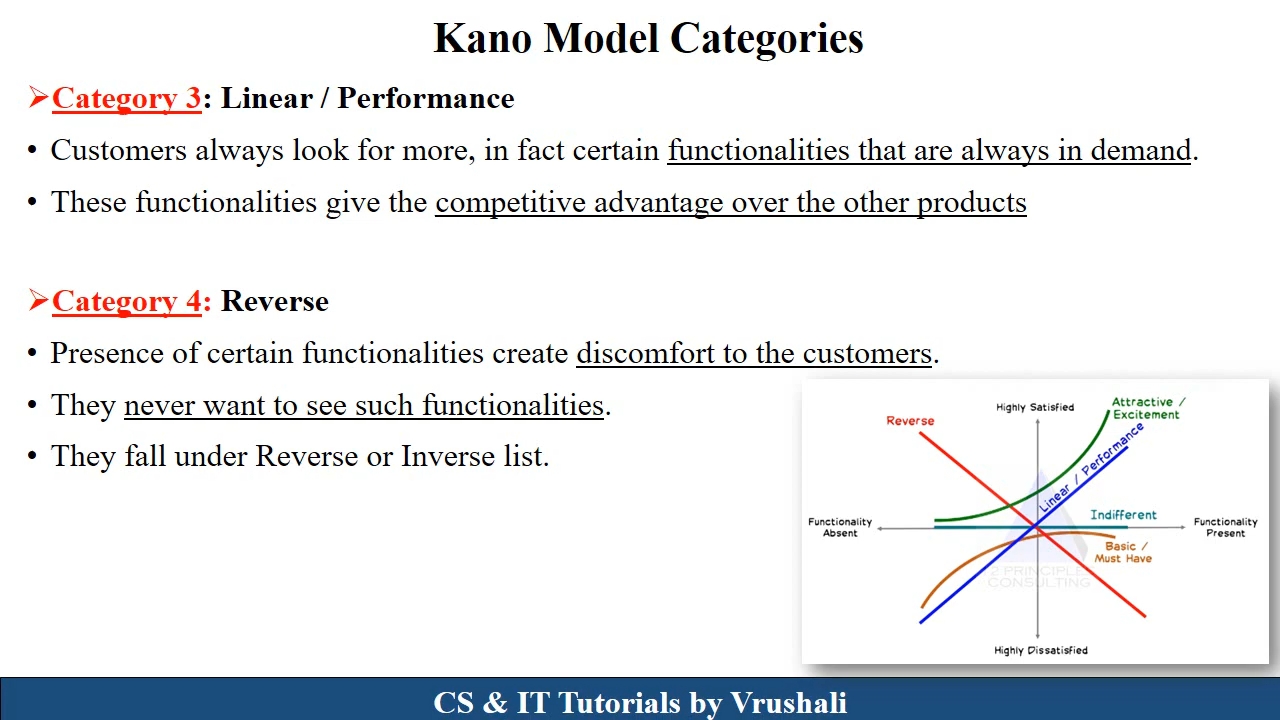 Kano Model Categories
➢Category 3: Linear / Performance
• Customers always look for more, in fact certain functionalities that are always in demand.
• These functionalities give the competitive advantage over the other products
➢Category 4: Reverse
• Presence of certain functionalities create discomfort to the customers.
• They never want to see such functionalities.
• They fall under Reverse or Inverse list.
Attractive /
Excitement
Highly Satisfied
Reverse
Linear / Performance
Indifferent
Functionality
Absent
Functionality
Present
Basic /
Must Have
2 PRINCIPLE
CONSULTING
Highly Dissatisfied
CS & IT Tutorials by Vrushali